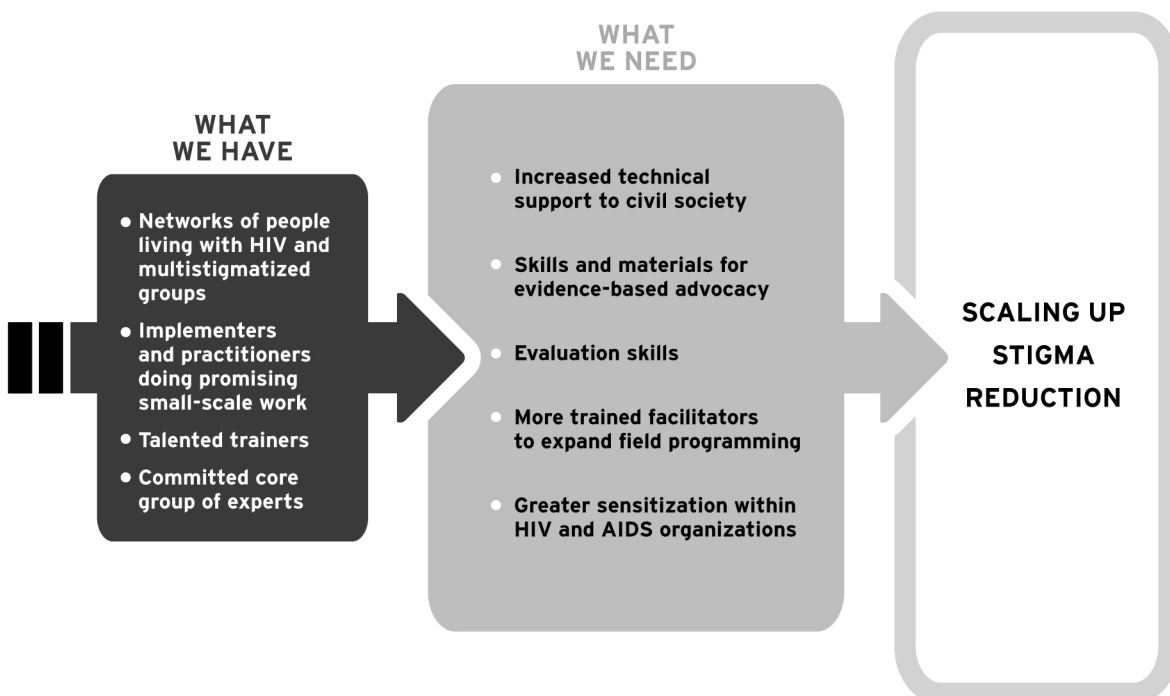 WHAT
WE HAVE
• Networks of people
living with HIV and
multistigmatized
groups
• Implementers
and practitioners
doing promising
small-scale work
• Talented trainers
• Committed core
group of experts
WHAT
WE NEED
• Increased technical
support to civil society
• Skills and materials for
evidence-based advocacy
• Evaluation skills
• More trained facilitators
to expand field programming
• Greater sensitization within
HIV and AIDS organizations
SCALING UP
STIGMA
REDUCTION